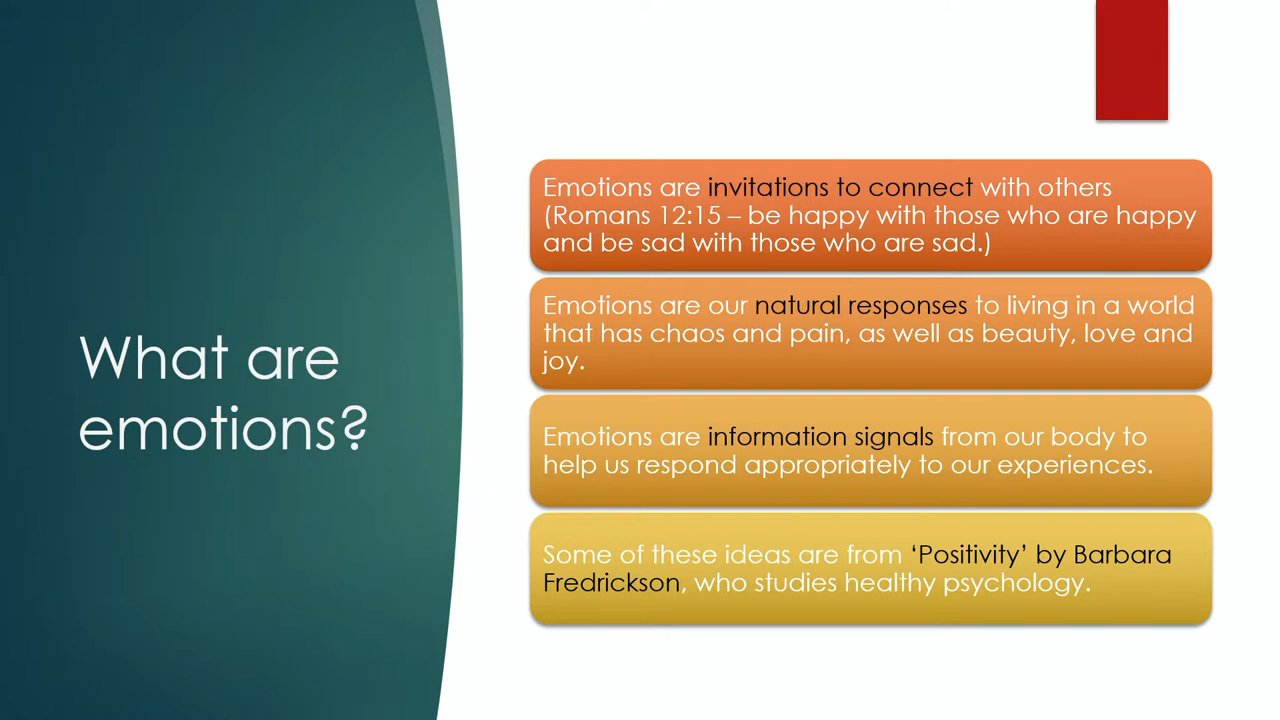 What are
emotions?
Emotions are invitations to connect with others
(Romans 12:15 – be happy with those who are happy
and be sad with those who are sad.)
Emotions are our natural responses to living in a world
that has chaos and pain, as well as beauty, love and
joy.
Emotions are information signals from our body to
help us respond appropriately to our experiences.
Some of these ideas are from ‘Positivity’ by Barbara
Fredrickson, who studies healthy psychology.